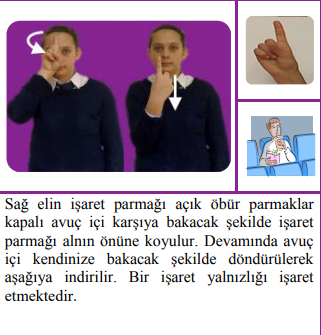 Sağ elin işaret parmağı açık öbür parmaklar
kapalı avuç içi karşıya bakacak şekilde işaret
parmağı alnın önüne koyulur. Devamında avuç
içi kendinize bakacak şekilde döndürülerek
aşağıya indirilir. Bir işaret yalnızlığı işaret
etmektedir.